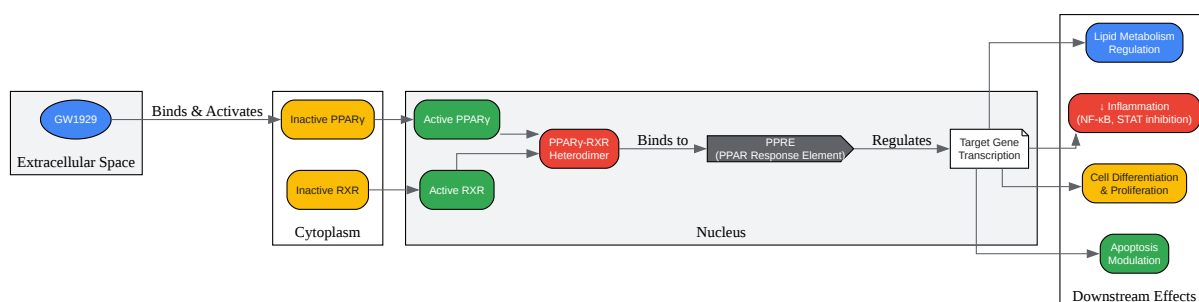 GW1929
Extracellular Space
Binds & Activates
Inactive PPARγ
Inactive RXR
Cytoplasm
Active PPARγ
Active RXR
PPARγ-RXR
Heterodimer
Binds to
PPRE
(PPAR Response Element)
Regulates
Target Gene
Transcription
Nucleus
Lipid Metabolism
Regulation
↓ Inflammation
(NF-κB, STAT inhibition)
Cell Differentiation
& Proliferation
Apoptosis
Modulation
Downstream Effects